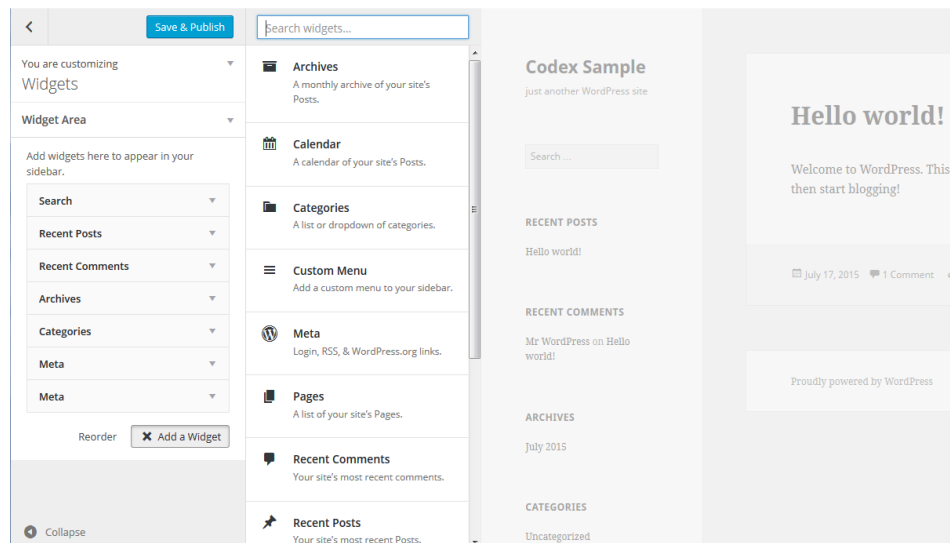 Save & Publish
You are customizing
Widgets
Widget Area
Add widgets here to appear in your
sidebar.
Search
Recent Posts
Recent Comments
Archives
Categories
Meta
Meta
Reorder
Add a Widget
Collapse
Search widgets...
Archives
A monthly archive of your site's
Posts.
Calendar
A calendar of your site's Posts.
Categories
A list or dropdown of categories.
Custom Menu
Add a custom menu to your sidebar.
Meta
Login, RSS, & WordPress.org links.
Pages
A list of your site's Pages.
Recent Comments
Your site's most recent comments.
Recent Posts
Your site's most recent Posts.
Codex Sample
just another WordPress site
Search ...
RECENT POSTS
Hello world!
RECENT COMMENTS
Mr WordPress on Hello
world!
ARCHIVES
July 2015
CATEGORIES
Uncategorized
Hello world!
Welcome to WordPress. This
then start blogging!
July 17, 2015 1 Comment
Proudly powered by WordPress